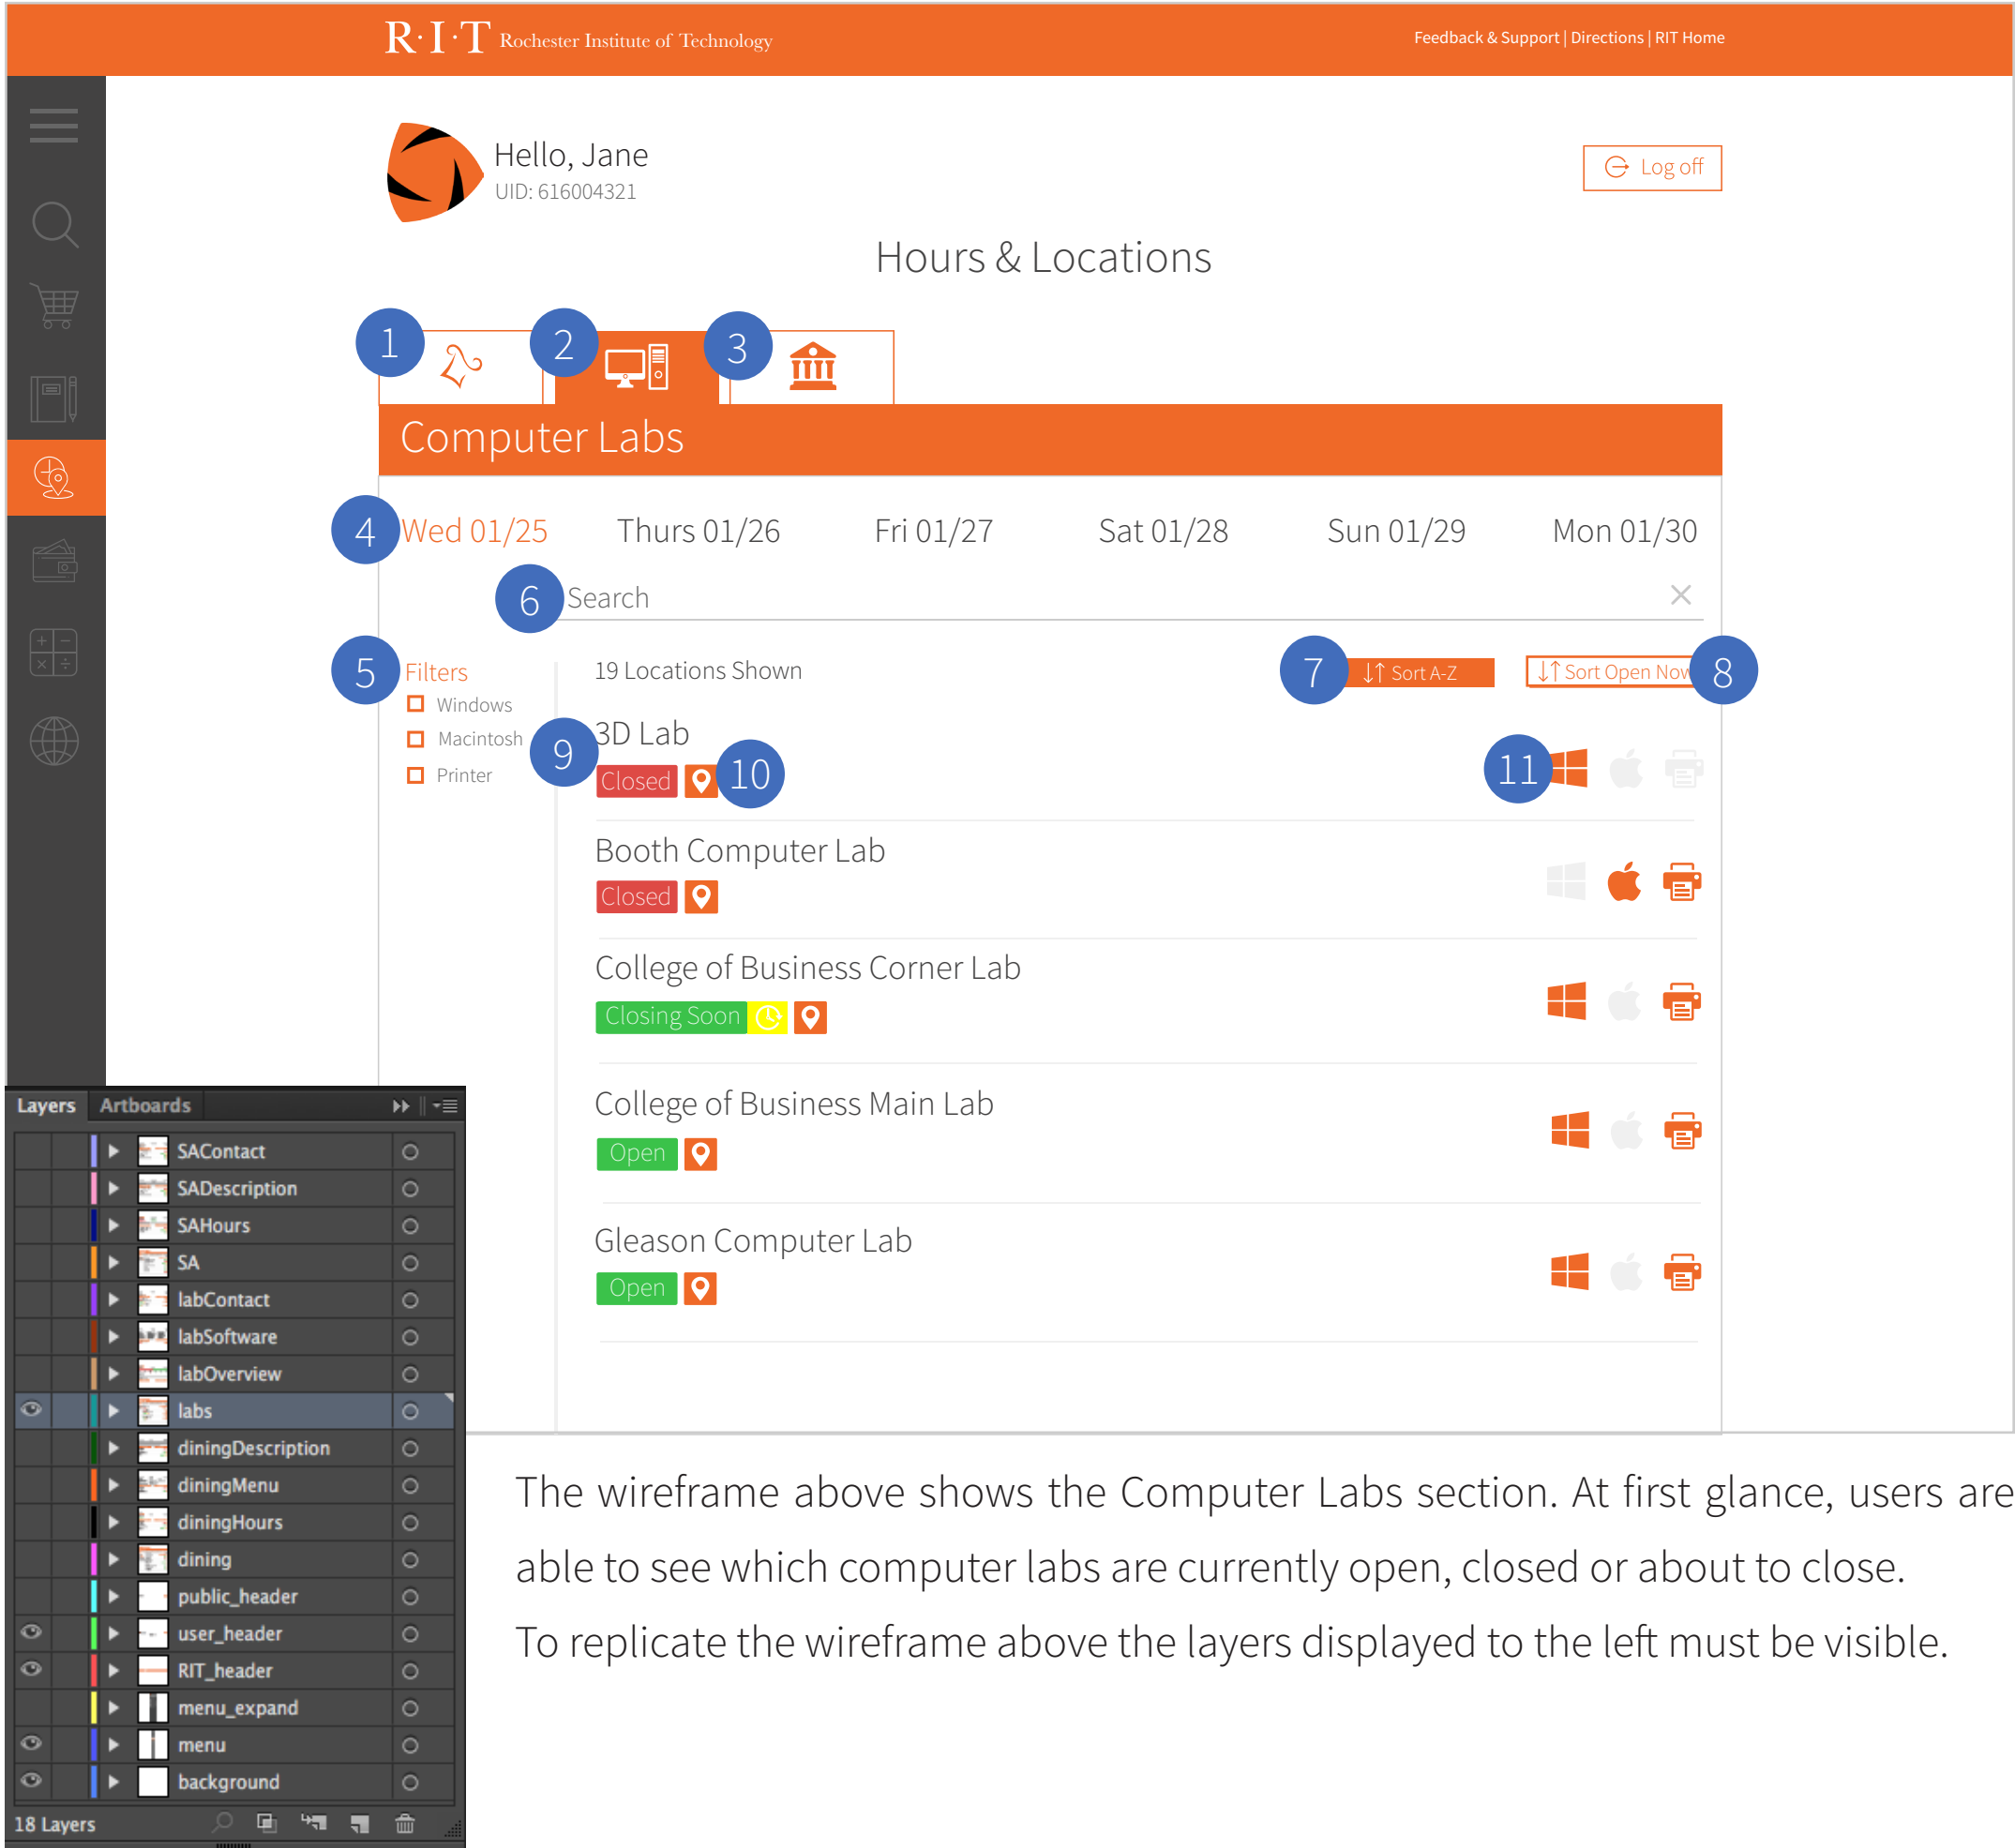 R·I·T Rochester Institute of Technology
Feedback & Support | Directions | RIT Home
Hello, Jane
UID: 616004321
Log off
Hours & Locations
1
2
3
Computer Labs
4 Wed 01/25 Thurs 01/26 Fri 01/27 Sat 01/28 Sun 01/29 Mon 01/30
6 Search
5 Filters
Windows
Macintosh
Printer
19 Locations Shown
7 Sort A-Z
Sort Open Now 8
9 3D Lab
Closed 10
11
Booth Computer Lab
Closed
College of Business Corner Lab
Closing Soon
College of Business Main Lab
Open
Gleason Computer Lab
Open
Layers Artboards
SAContact
SADescription
SAHours
SA
labContact
labSoftware
labOverview
labs
diningDescription
diningMenu
diningHours
dining
public_header
user_header
RIT_header
menu_expand
menu
background
18 Layers
The wireframe above shows the Computer Labs section. At first glance, users are
able to see which computer labs are currently open, closed or about to close.
To replicate the wireframe above the layers displayed to the left must be visible.